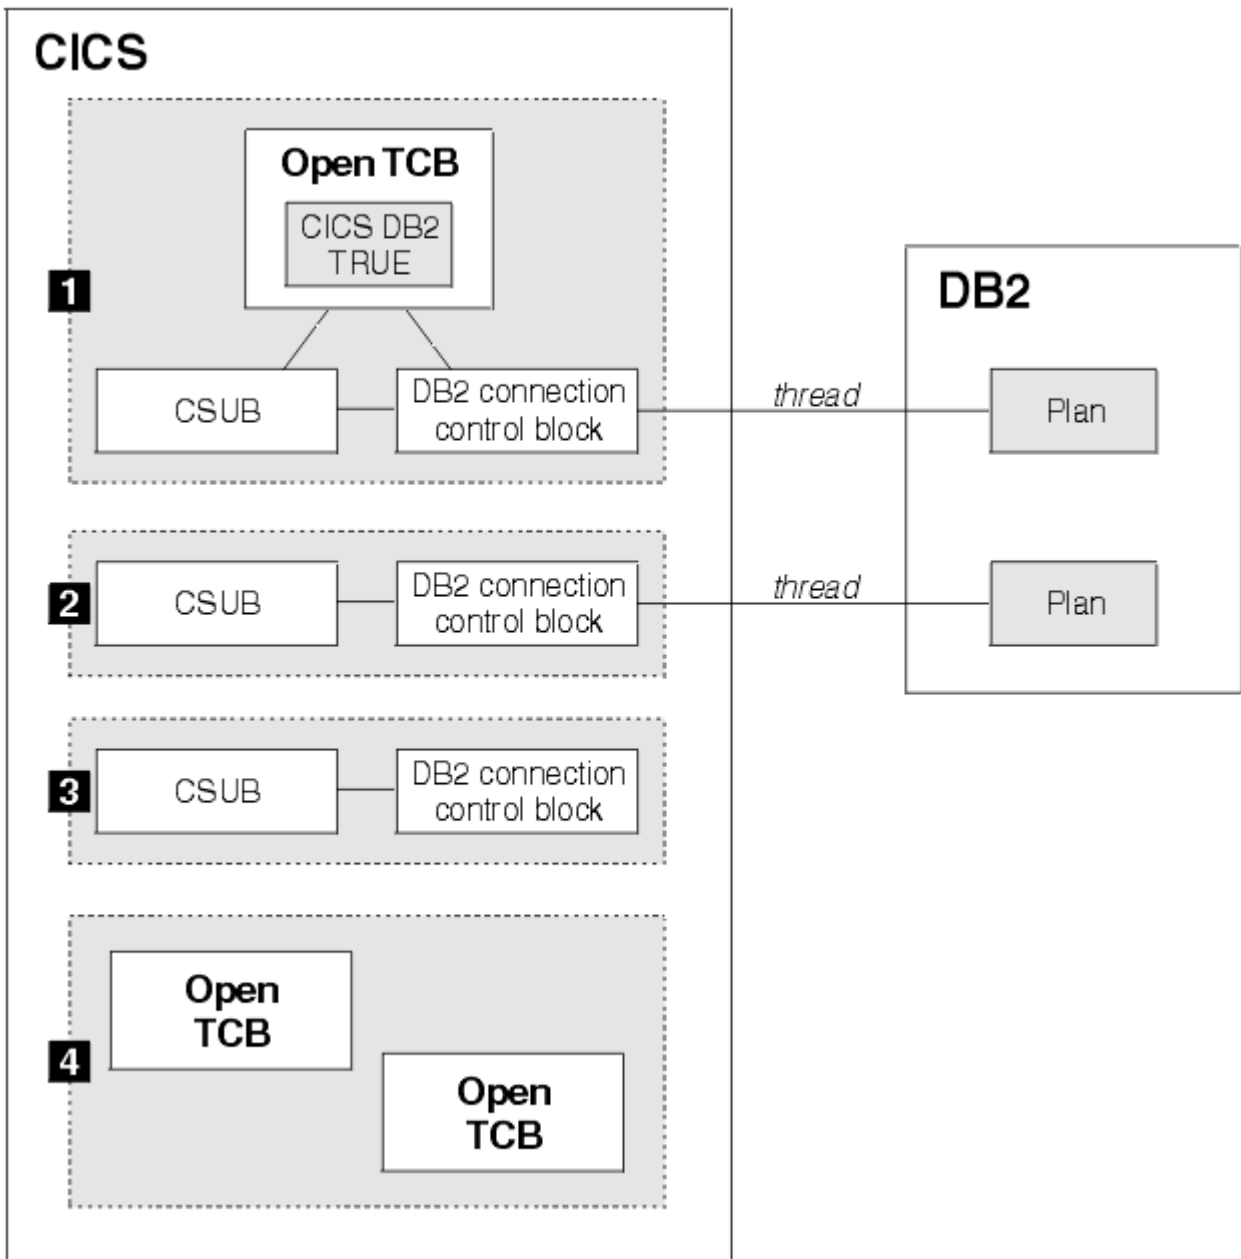 CICS
Open TCB
CICS DB2
TRUE
1
CSUB
DB2 connection
control block
thread
DB2
Plan
2
CSUB
DB2 connection
control block
thread
Plan
3
CSUB
DB2 connection
control block
4
Open
TCB
Open
TCB